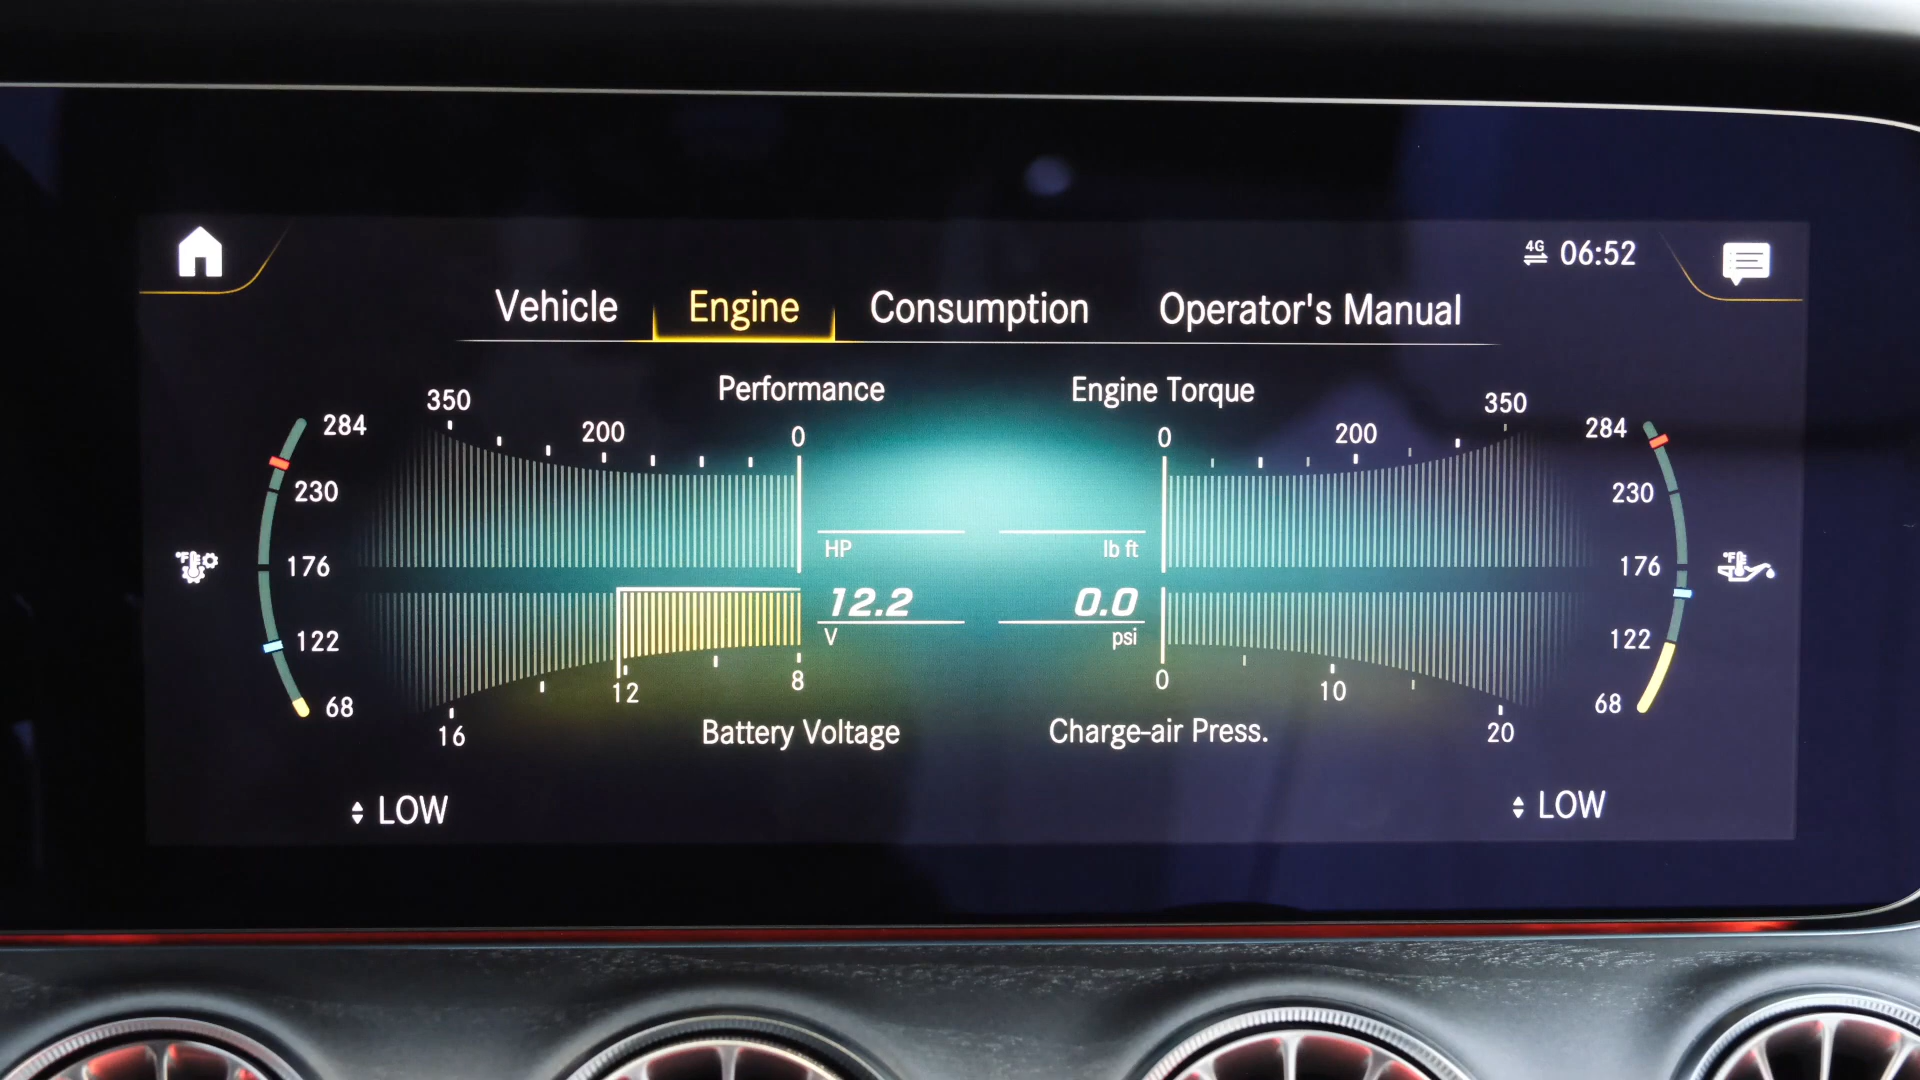 4G 06:52
Vehicle Engine Consumption Operator's Manual
Performance Engine Torque
350 200 0 0 200 350
284 284
230 230
HP lb ft
°F 176 176 °F
12.2 0.0
V psi
122 122
68 68
16 12 8 0 10 20
Battery Voltage Charge-air Press.
LOW LOW